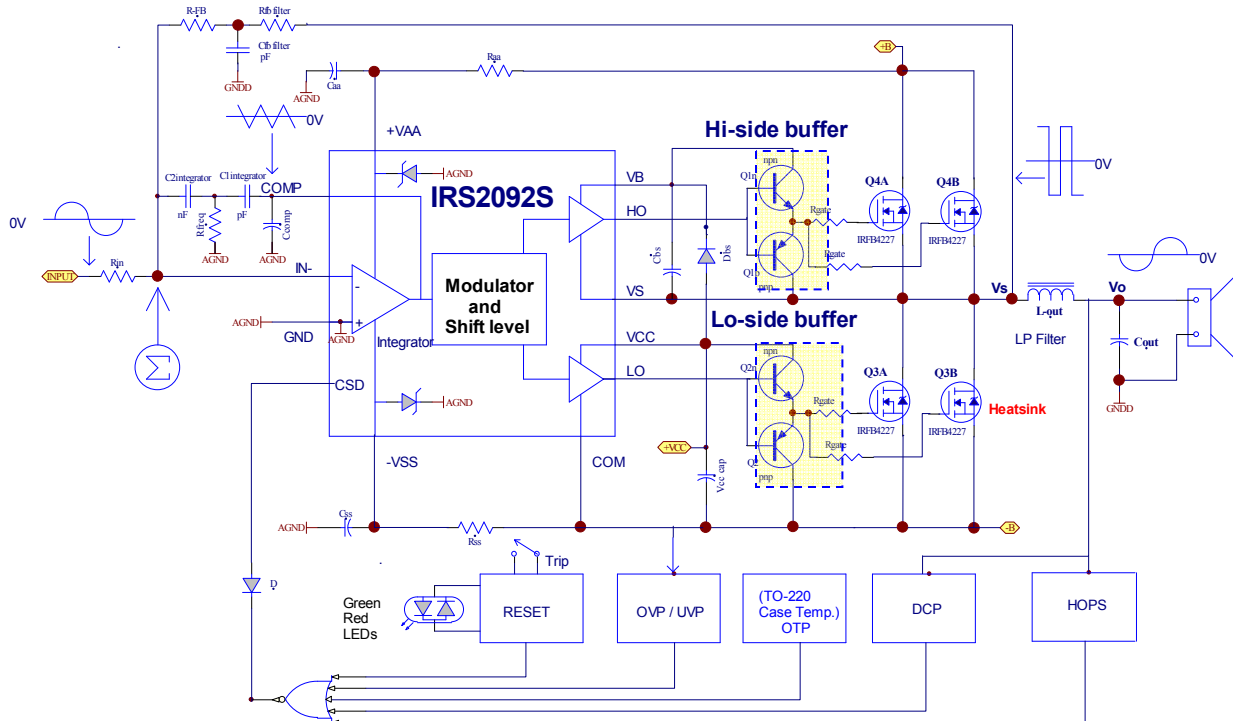 R-FB
Rfb filter
Cfb filter
pF
GNDD
+B
Caa
AGND
Raa
0V
+VAA
Hi-side buffer
0V
AGND
IRS2092S
VB
HO
VS
npn
Q1n
Q1p
pnp
Rgate
Rgate
Q4A
IRFB4227
Q4B
IRFB4227
C2integrator
nF
C1integrator
pF
COMP
Rfreq
AGND
Ccomp
AGND
0V
INPUT
Rin
IN-
Cbs
Dbs
0V
Modulator
and
Shift level
-
+
AGND
GND
AGND
Integrator
Σ
Vs
L-out
LP Filter
Vo
Cout
GNDD
Lo-side buffer
VCC
LO
CSD
AGND
npn
Q2n
pnp
Rgate
Rgate
Q3A
IRFB4227
Q3B
IRFB4227
Heatsink
-VSS
COM
+VCC
Vcc cap
AGND
Css
Rss
-B
D
Trip
Green
Red
LEDs
RESET
OVP / UVP
(TO-220
Case Temp.)
OTP
DCP
HOPS